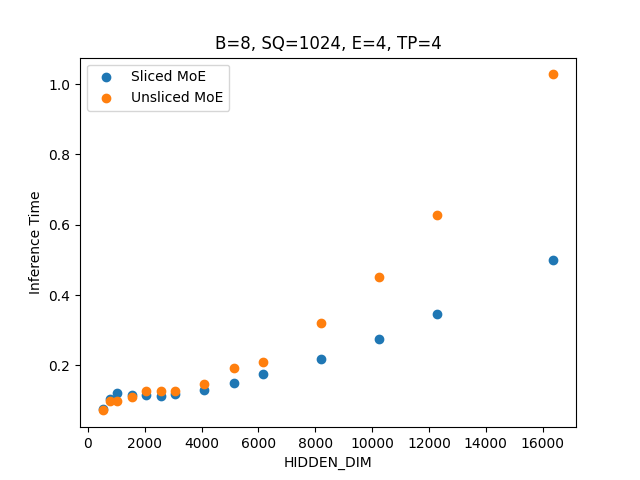 B=8, SQ=1024, E=4, TP=4
Sliced MoE
Unsliced MoE
Inference Time
1.0
0.8
0.6
0.4
0.2
0 2000 4000 6000 8000 10000 12000 14000 16000
HIDDEN_DIM